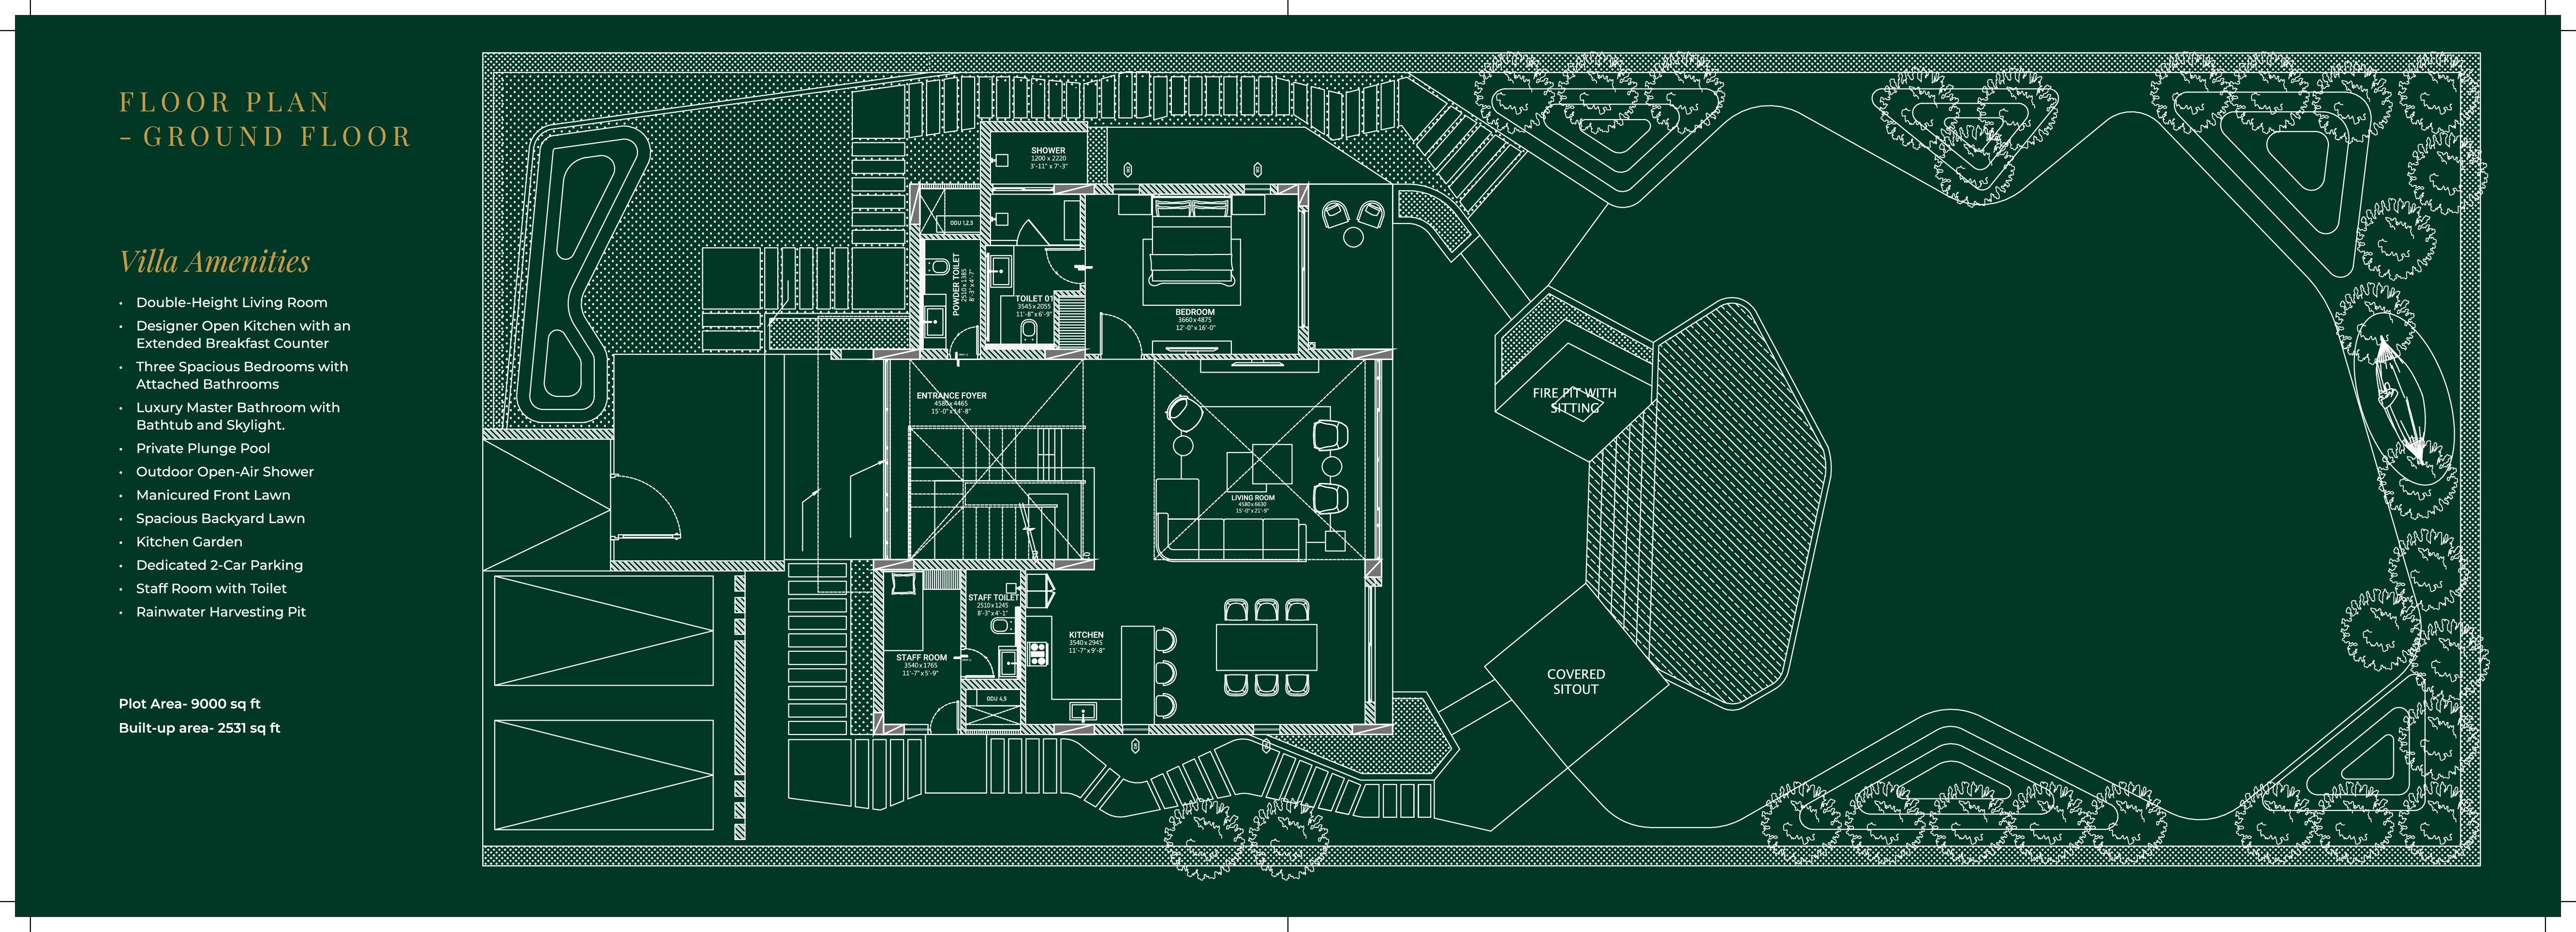 FLOOR PLAN
– GROUND FLOOR
Villa Amenities
• Double-Height Living Room
• Designer Open Kitchen with an
Extended Breakfast Counter
• Three Spacious Bedrooms with
Attached Bathrooms
• Luxury Master Bathroom with
Bathtub and Skylight.
• Private Plunge Pool
• Outdoor Open-Air Shower
• Manicured Front Lawn
• Spacious Backyard Lawn
• Kitchen Garden
• Dedicated 2-Car Parking
• Staff Room with Toilet
• Rainwater Harvesting Pit
Plot Area- 9000 sq ft
Built-up area- 2531 sq ft
SHOWER
1200 x 2220
3'-11" x 7'-3"
ODU 1,2,3
POWDER TOILET
2510 x 1385
8'-3" x 4'-7"
TOILET 01
3545 x 2055
11'-8" x 6'-9"
BEDROOM
3660 x 4875
12'-0" x 16'-0"
ENTRANCE FOYER
4580 x 4465
15'-0" x 14'-8"
LIVING ROOM
4580 x 6630
15'-0" x 21'-9"
FIRE PIT WITH
SITTING
STAFF TOILET
2510 x 1245
8'-3" x 4'-1"
STAFF ROOM
3540 x 1765
11'-7" x 5'-9"
ODU 4,5
KITCHEN
3540 x 2945
11'-7" x 9'-8"
COVERED
SITOUT